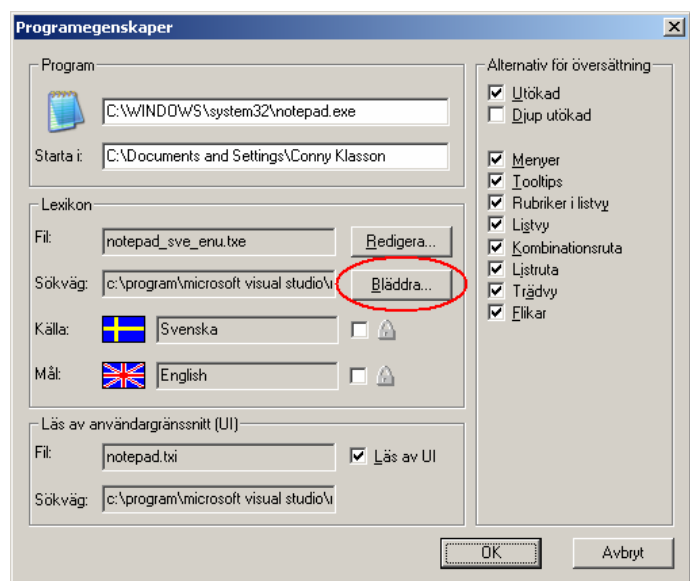 Programegenskaper
Program
C:\WINDOWS\system32\notepad.exe
Starta i: C:\Documents and Settings\Conny Klasson
Lexikon
Fil: notepad_sve_enu.txe Redigera...
Sökväg: c:\program\microsoft visual studio\ Bläddra...
Källa: Svenska
Mål: English
Läs av användargränssnitt (UI)
Fil: notepad.txi Läs av UI
Sökväg: c:\program\microsoft visual studio\
Alternativ för översättning
Utökad
Djup utökad
Menyer
Tooltips
Rubriker i listvy
Listvy
Kombinationsruta
Listruta
Trädvy
Flikar
OK Avbryt